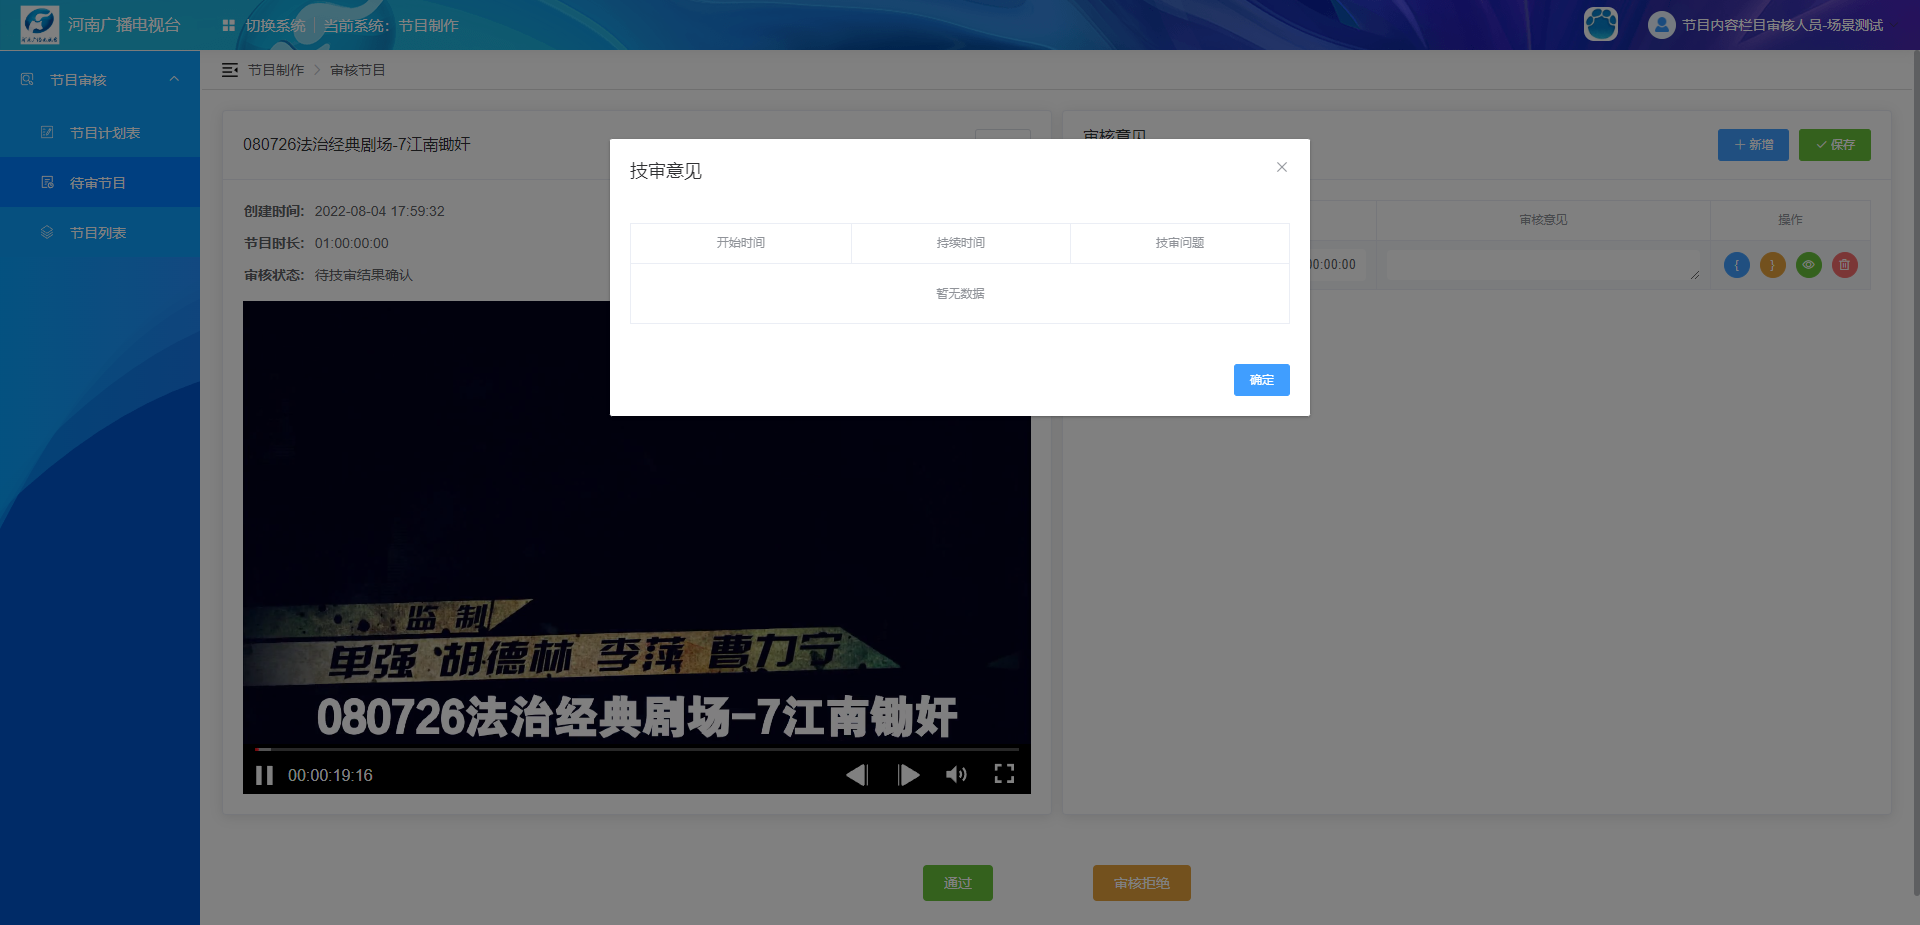 河南广播电视台
切换系统
当前系统: 节目制作
节目内容栏目审核人员-场景测试
节目审核
节目计划表
待审节目
节目列表
节目制作 > 审核节目
080726法治经典剧场-7江南锄奸
创建时间: 2022-08-04 17:59:32
节目时长: 01:00:00:00
审核状态: 待技审结果确认
监 制
单强 胡德林 李萍 曹力宁
080726法治经典剧场-7江南锄奸
00:00:19:16
技审意见
开始时间 持续时间 技审问题
暂无数据
确定
审核意见
+ 新增
保存
审核意见 操作
00:00:00
{ }
通过
审核拒绝